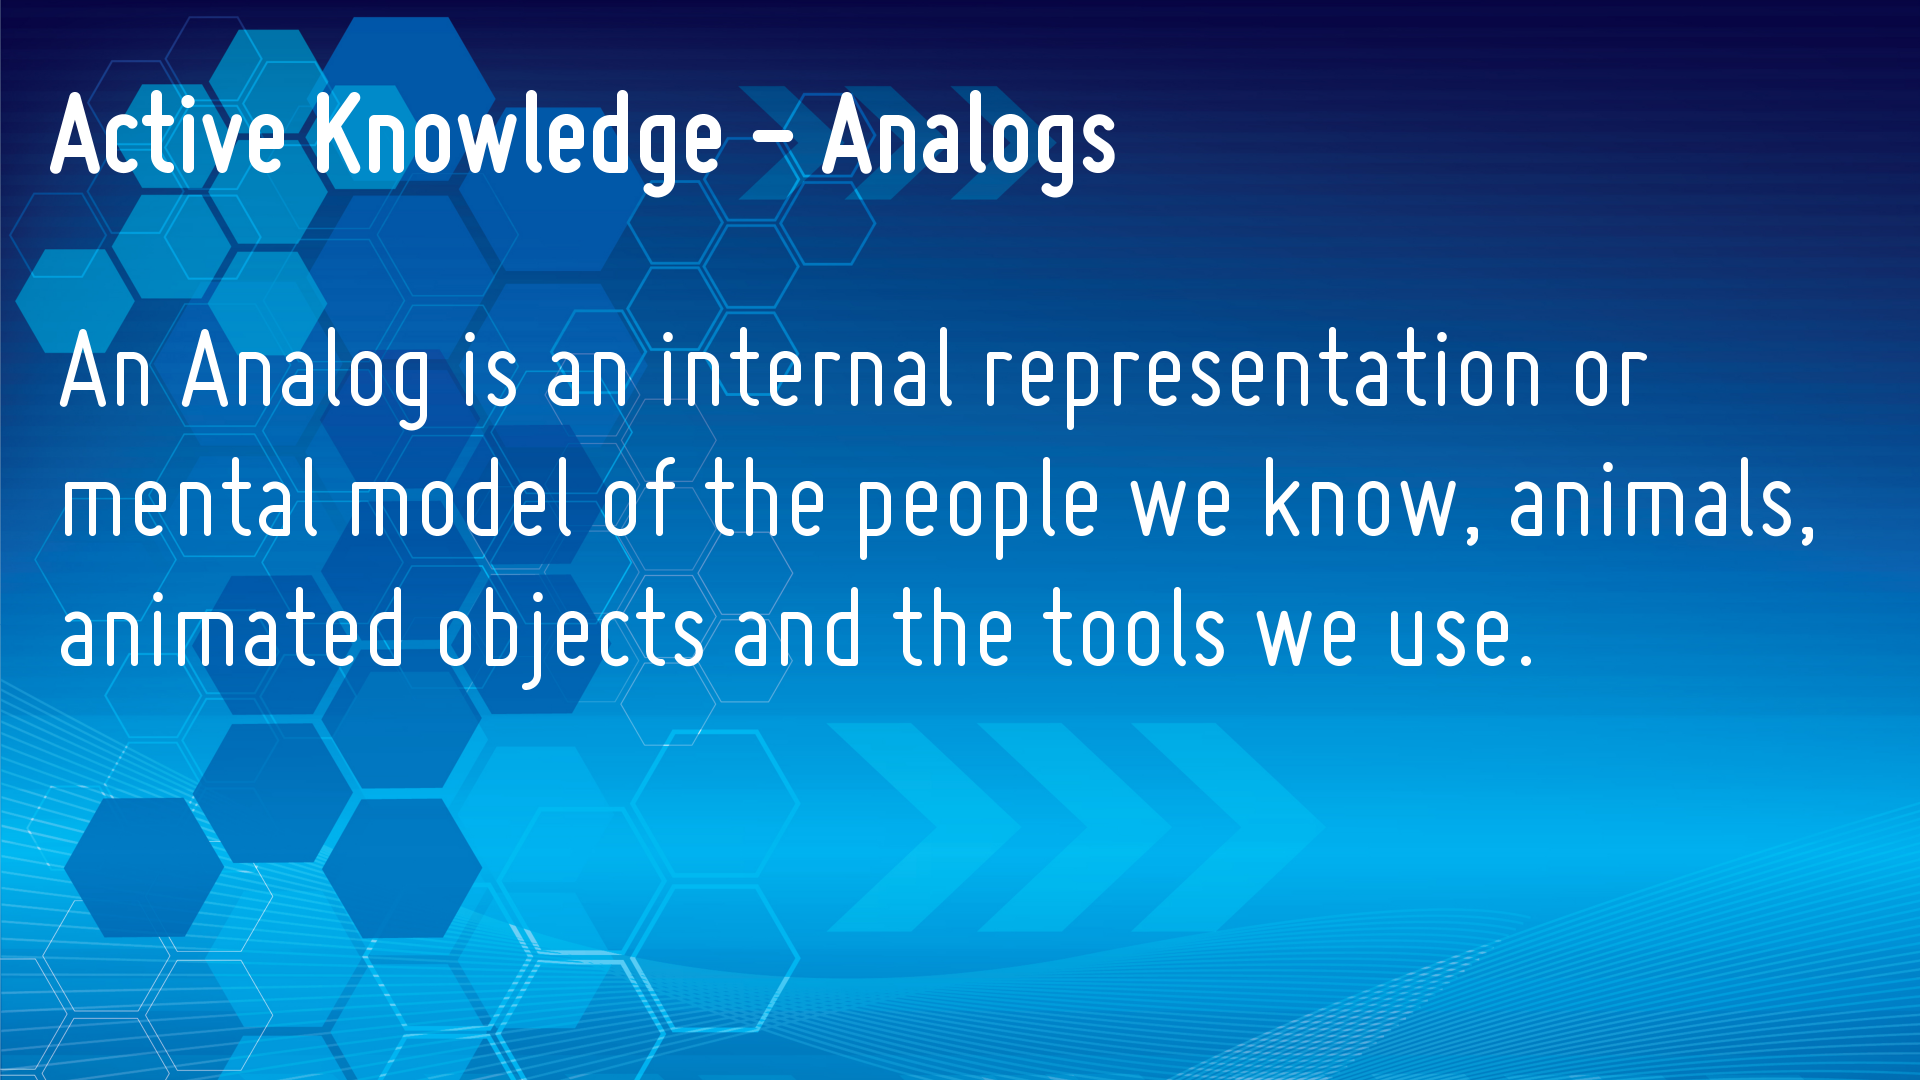 Active Knowledge – Analogs
An Analog is an internal representation or
mental model of the people we know, animals,
animated objects and the tools we use.